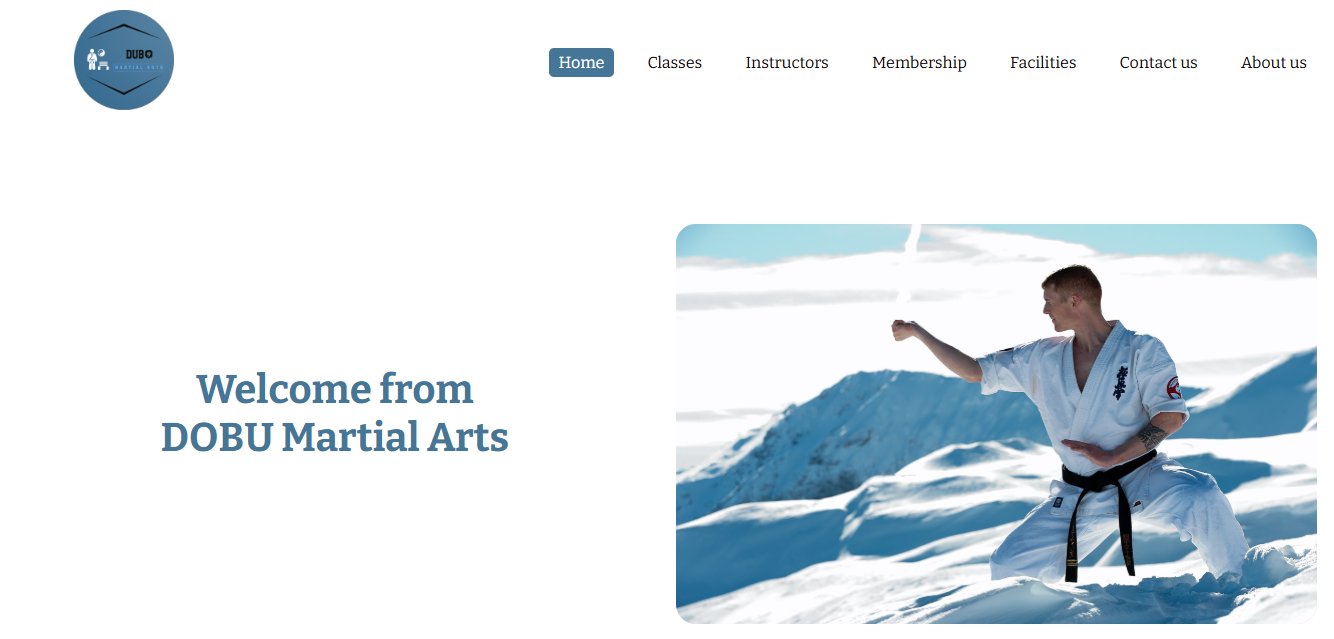 DUBO
MARTIAL ARTS
Home Classes Instructors Membership Facilities Contact us About us
Welcome from
DOBU Martial Arts